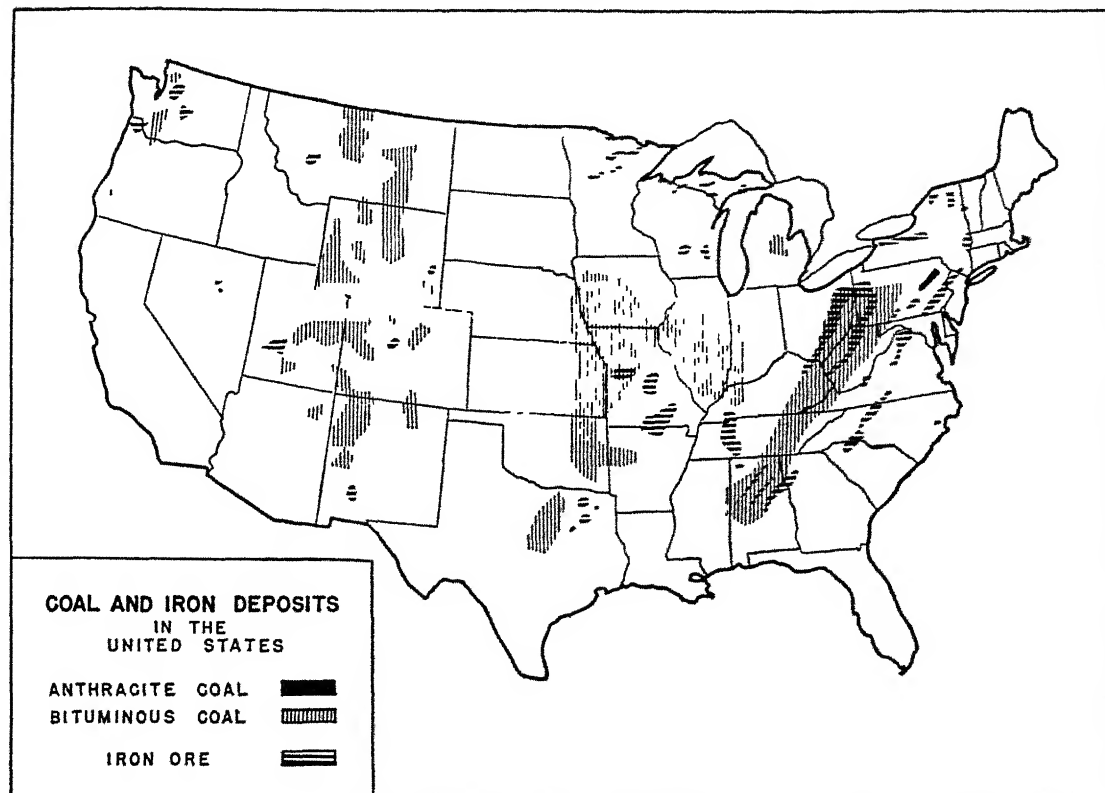 COAL AND IRON DEPOSITS
IN THE
UNITED STATES
ANTHRACITE COAL
BITUMINOUS COAL
IRON ORE